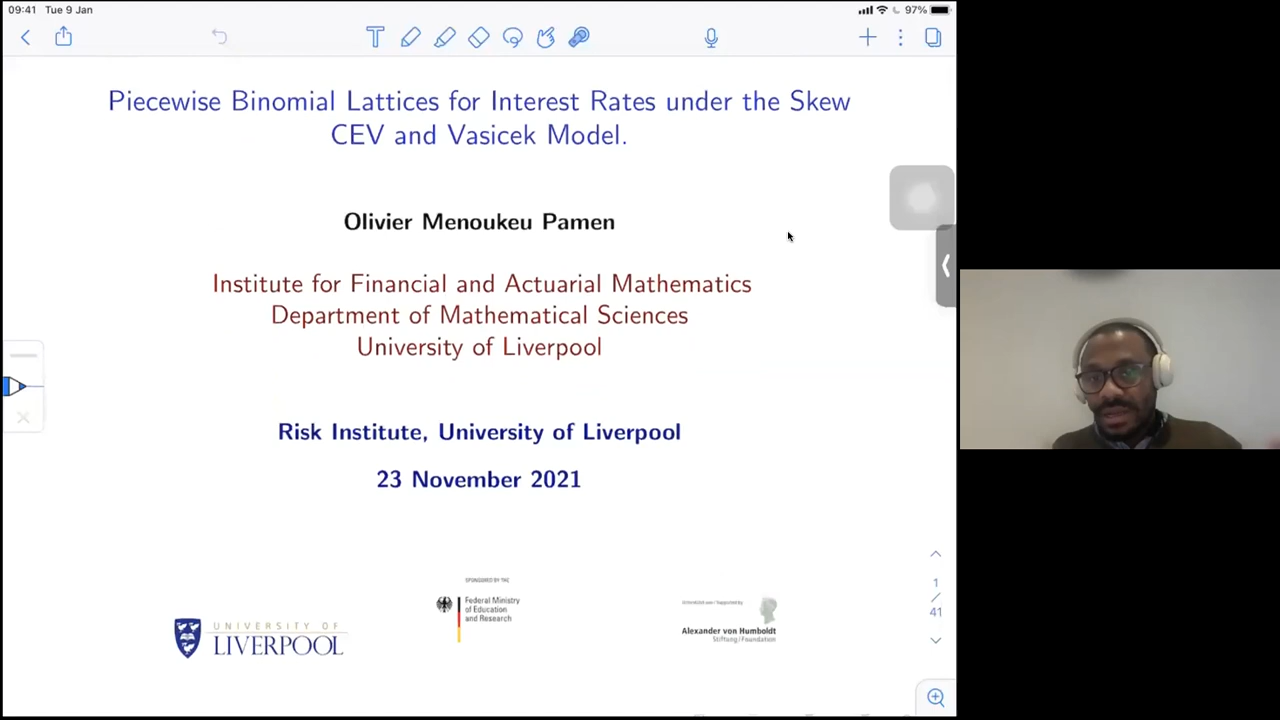 09:41 Tue 9 Jan
97%
Piecewise Binomial Lattices for Interest Rates under the Skew
CEV and Vasicek Model.
Olivier Menoukeu Pamen
Institute for Financial and Actuarial Mathematics
Department of Mathematical Sciences
University of Liverpool
Risk Institute, University of Liverpool
23 November 2021
1
/
41
UNIVERSITY OF
LIVERPOOL
SPONSORED BY THE
Federal Ministry
of Education
and Research
Alexander von Humboldt
Stiftung/Foundation